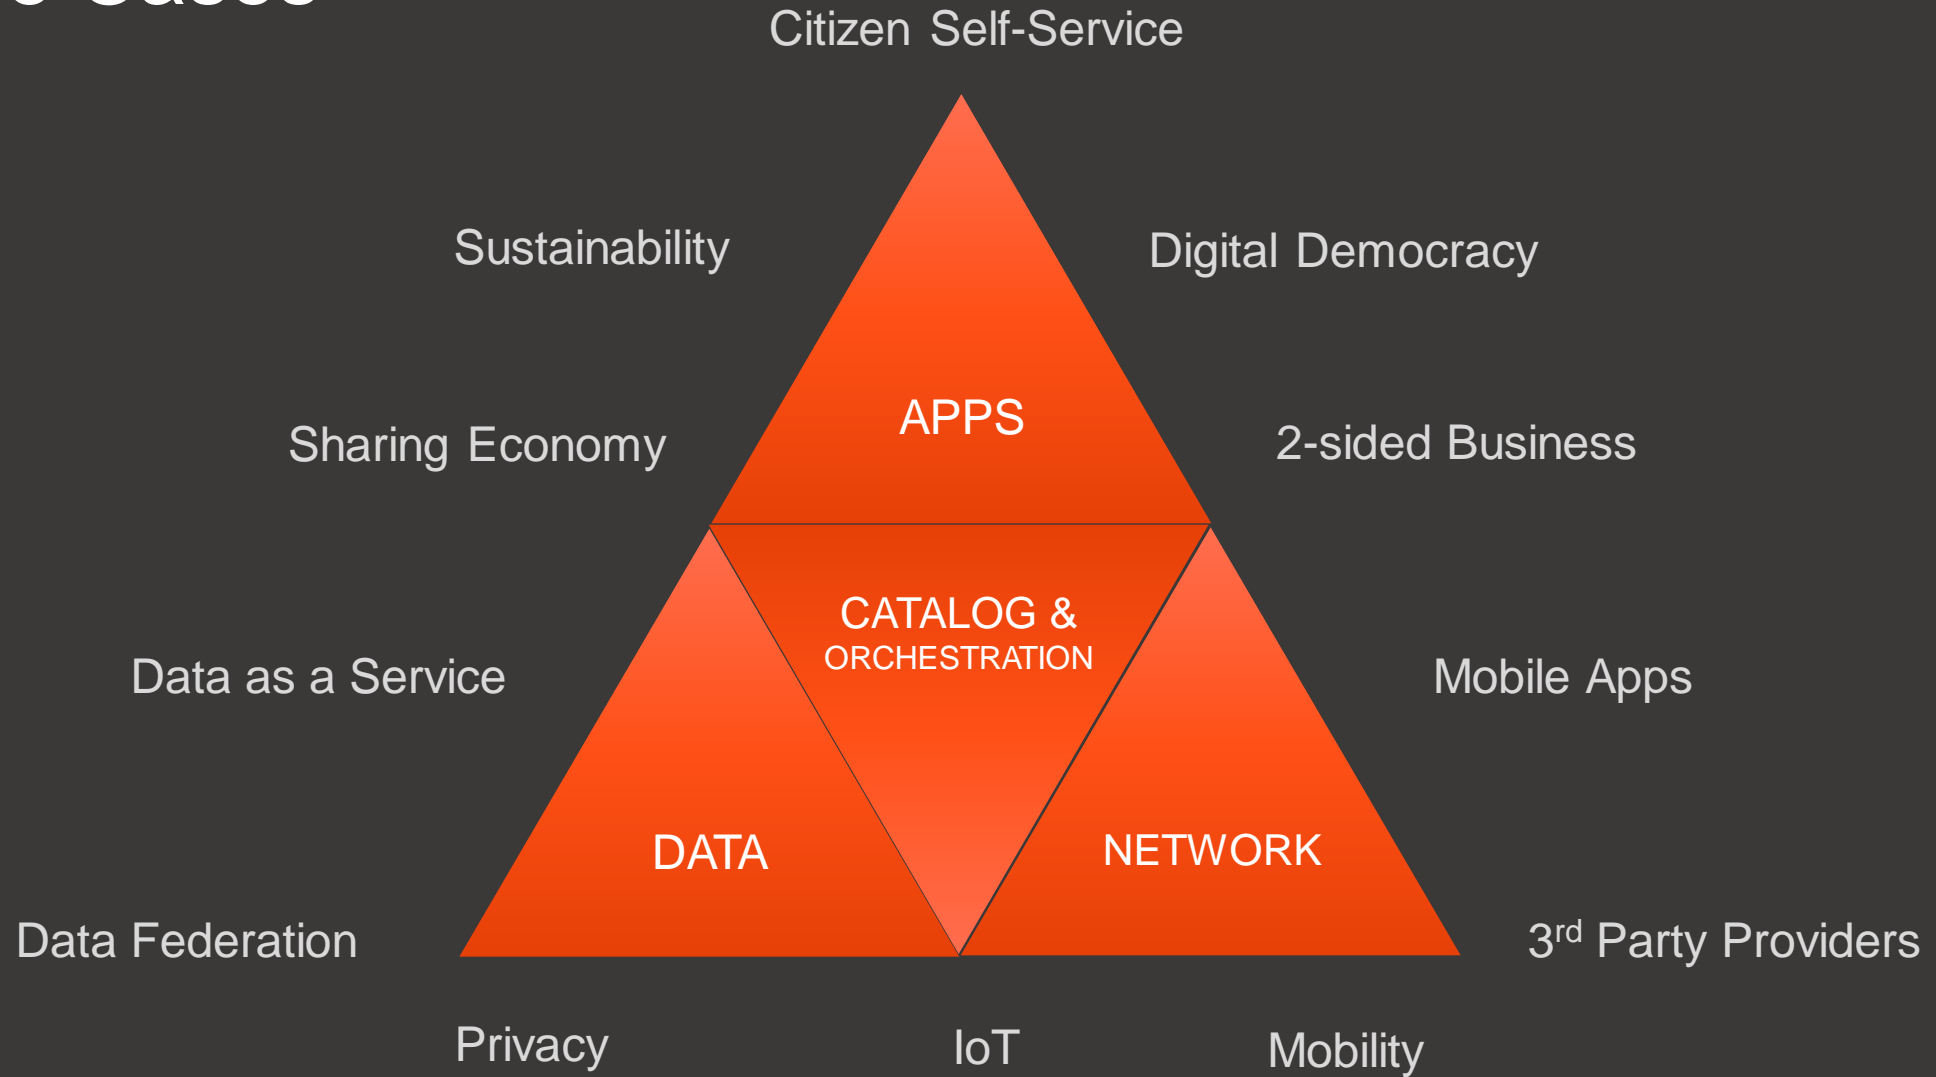 Citizen Self-Service
Sustainability
Digital Democracy
APPS
Sharing Economy
2-sided Business
CATALOG &
ORCHESTRATION
Data as a Service
Mobile Apps
DATA
NETWORK
Data Federation
3rd Party Providers
Privacy
IoT
Mobility